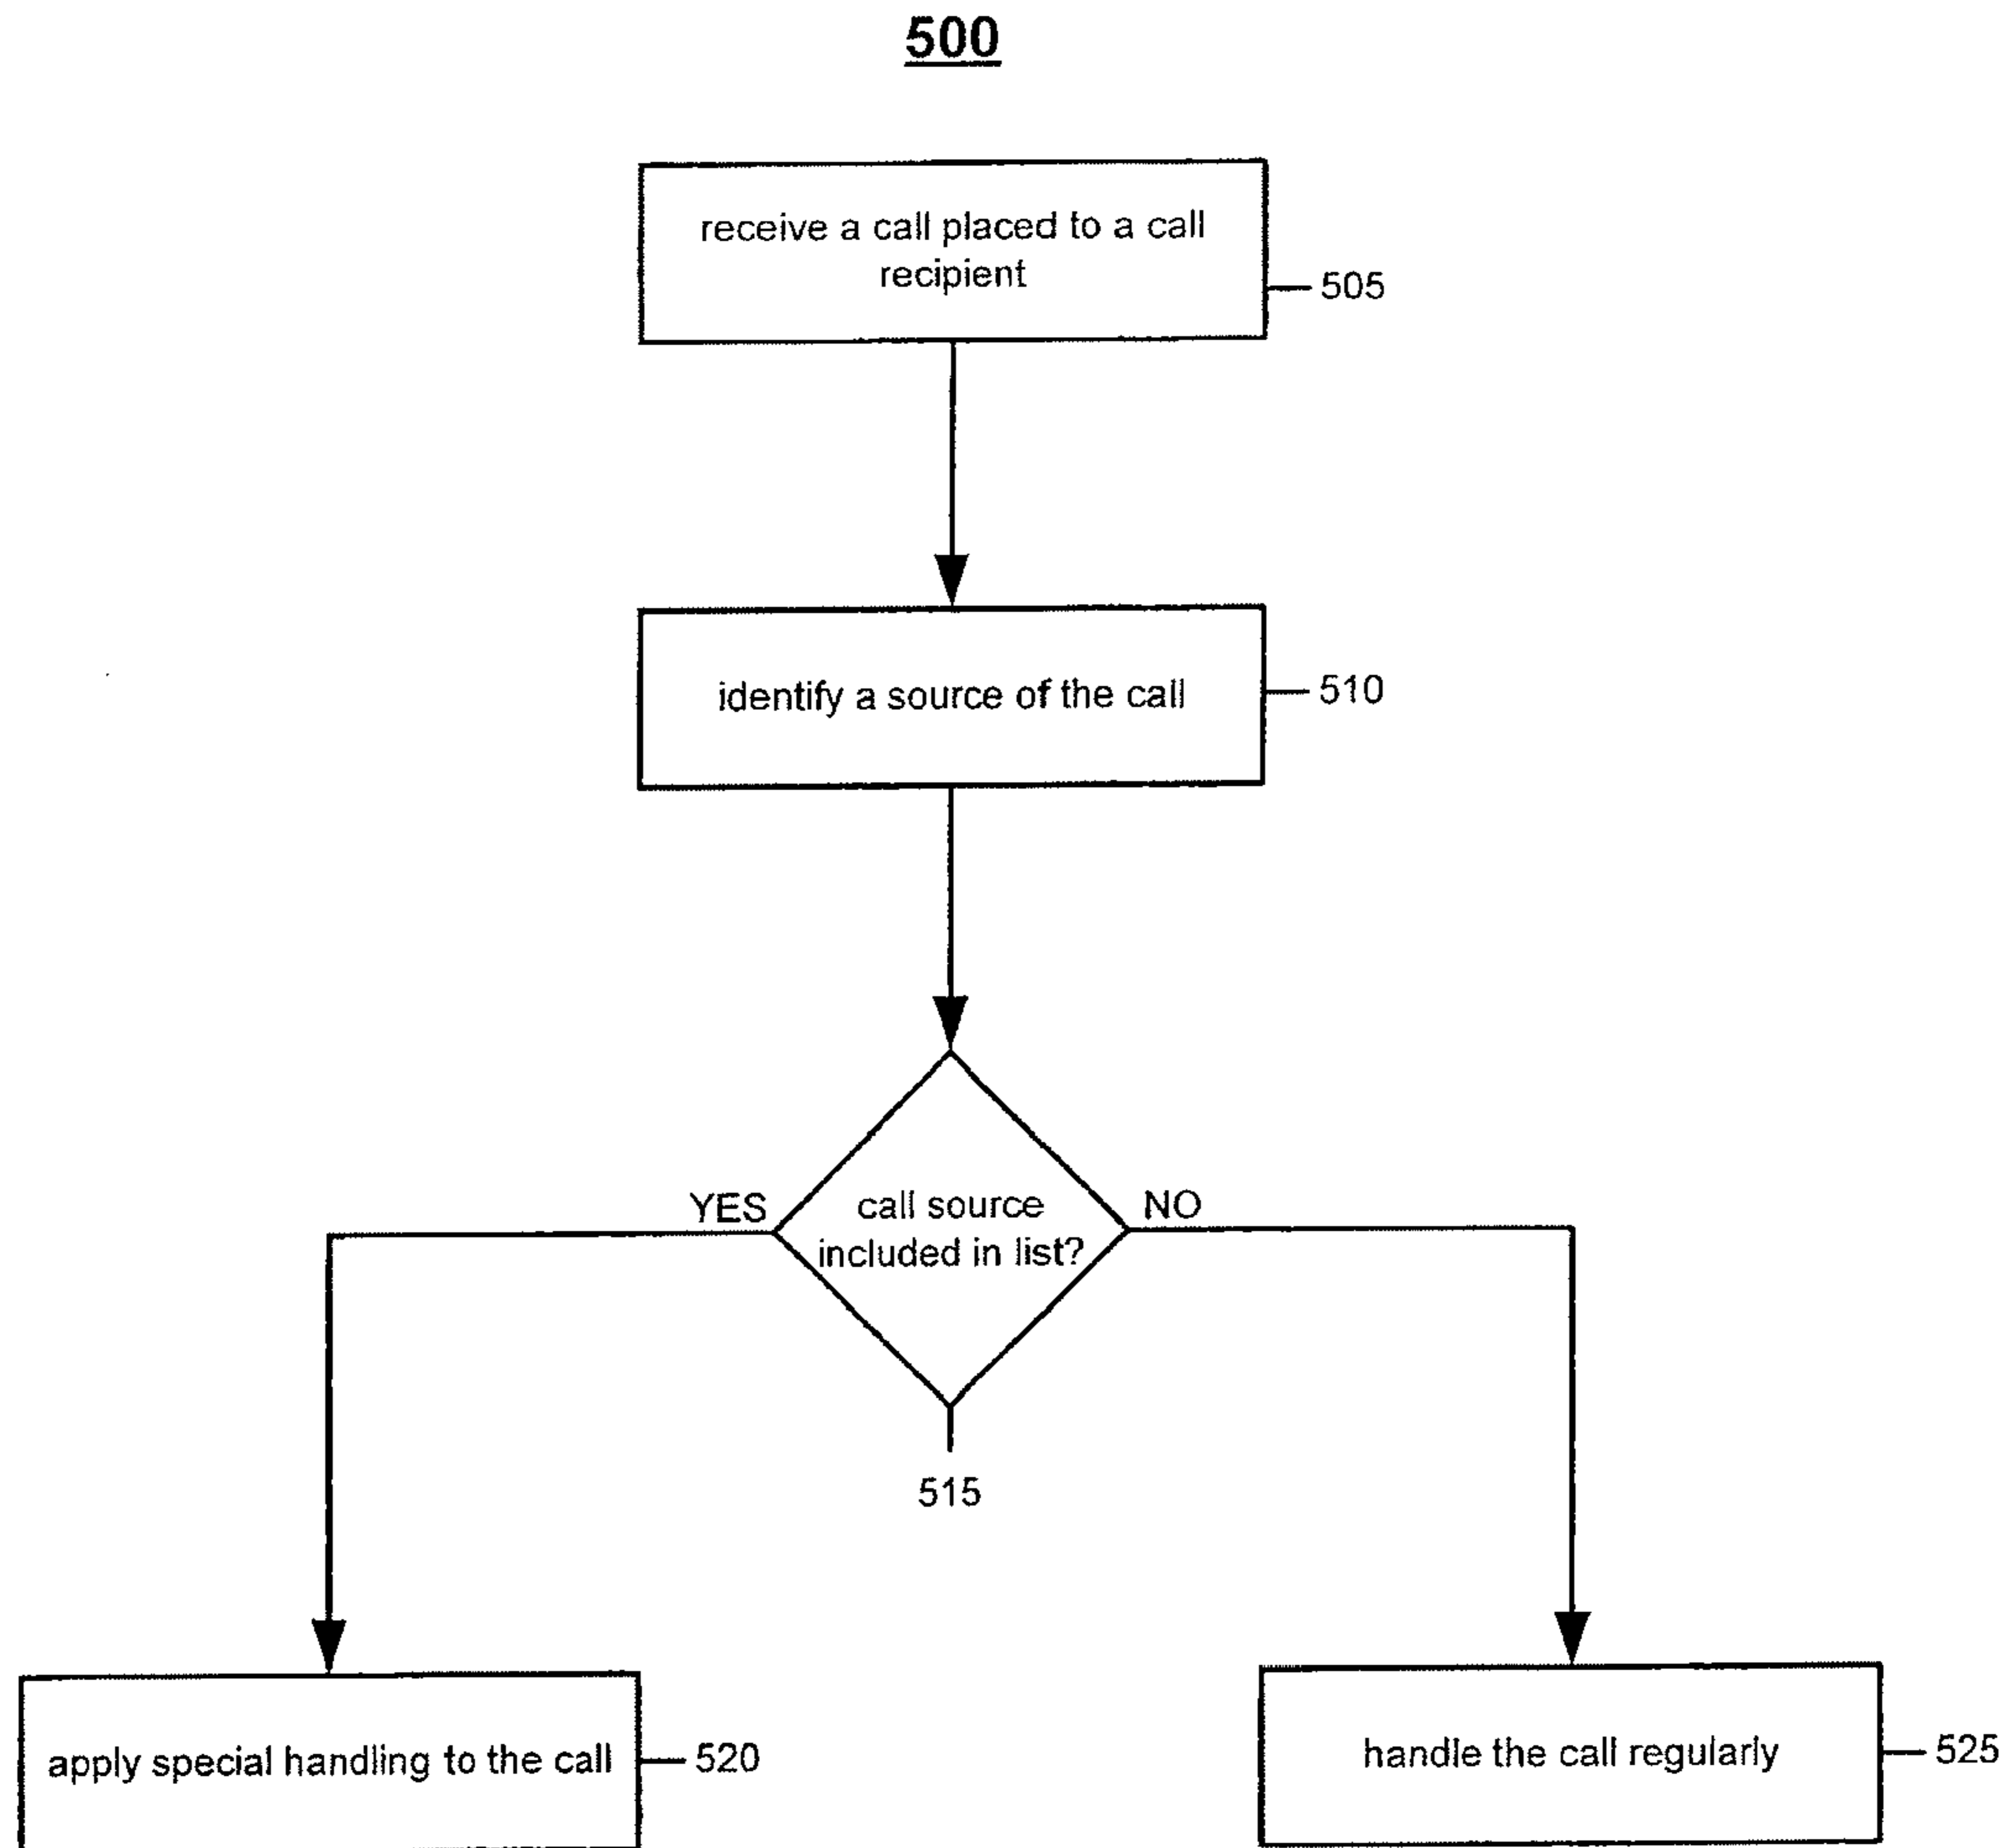 500
receive a call placed to a call
recipient
505
identify a source of the call
510
YES
call source
included in list?
NO
515
apply special handling to the call
520
handle the call regularly
525